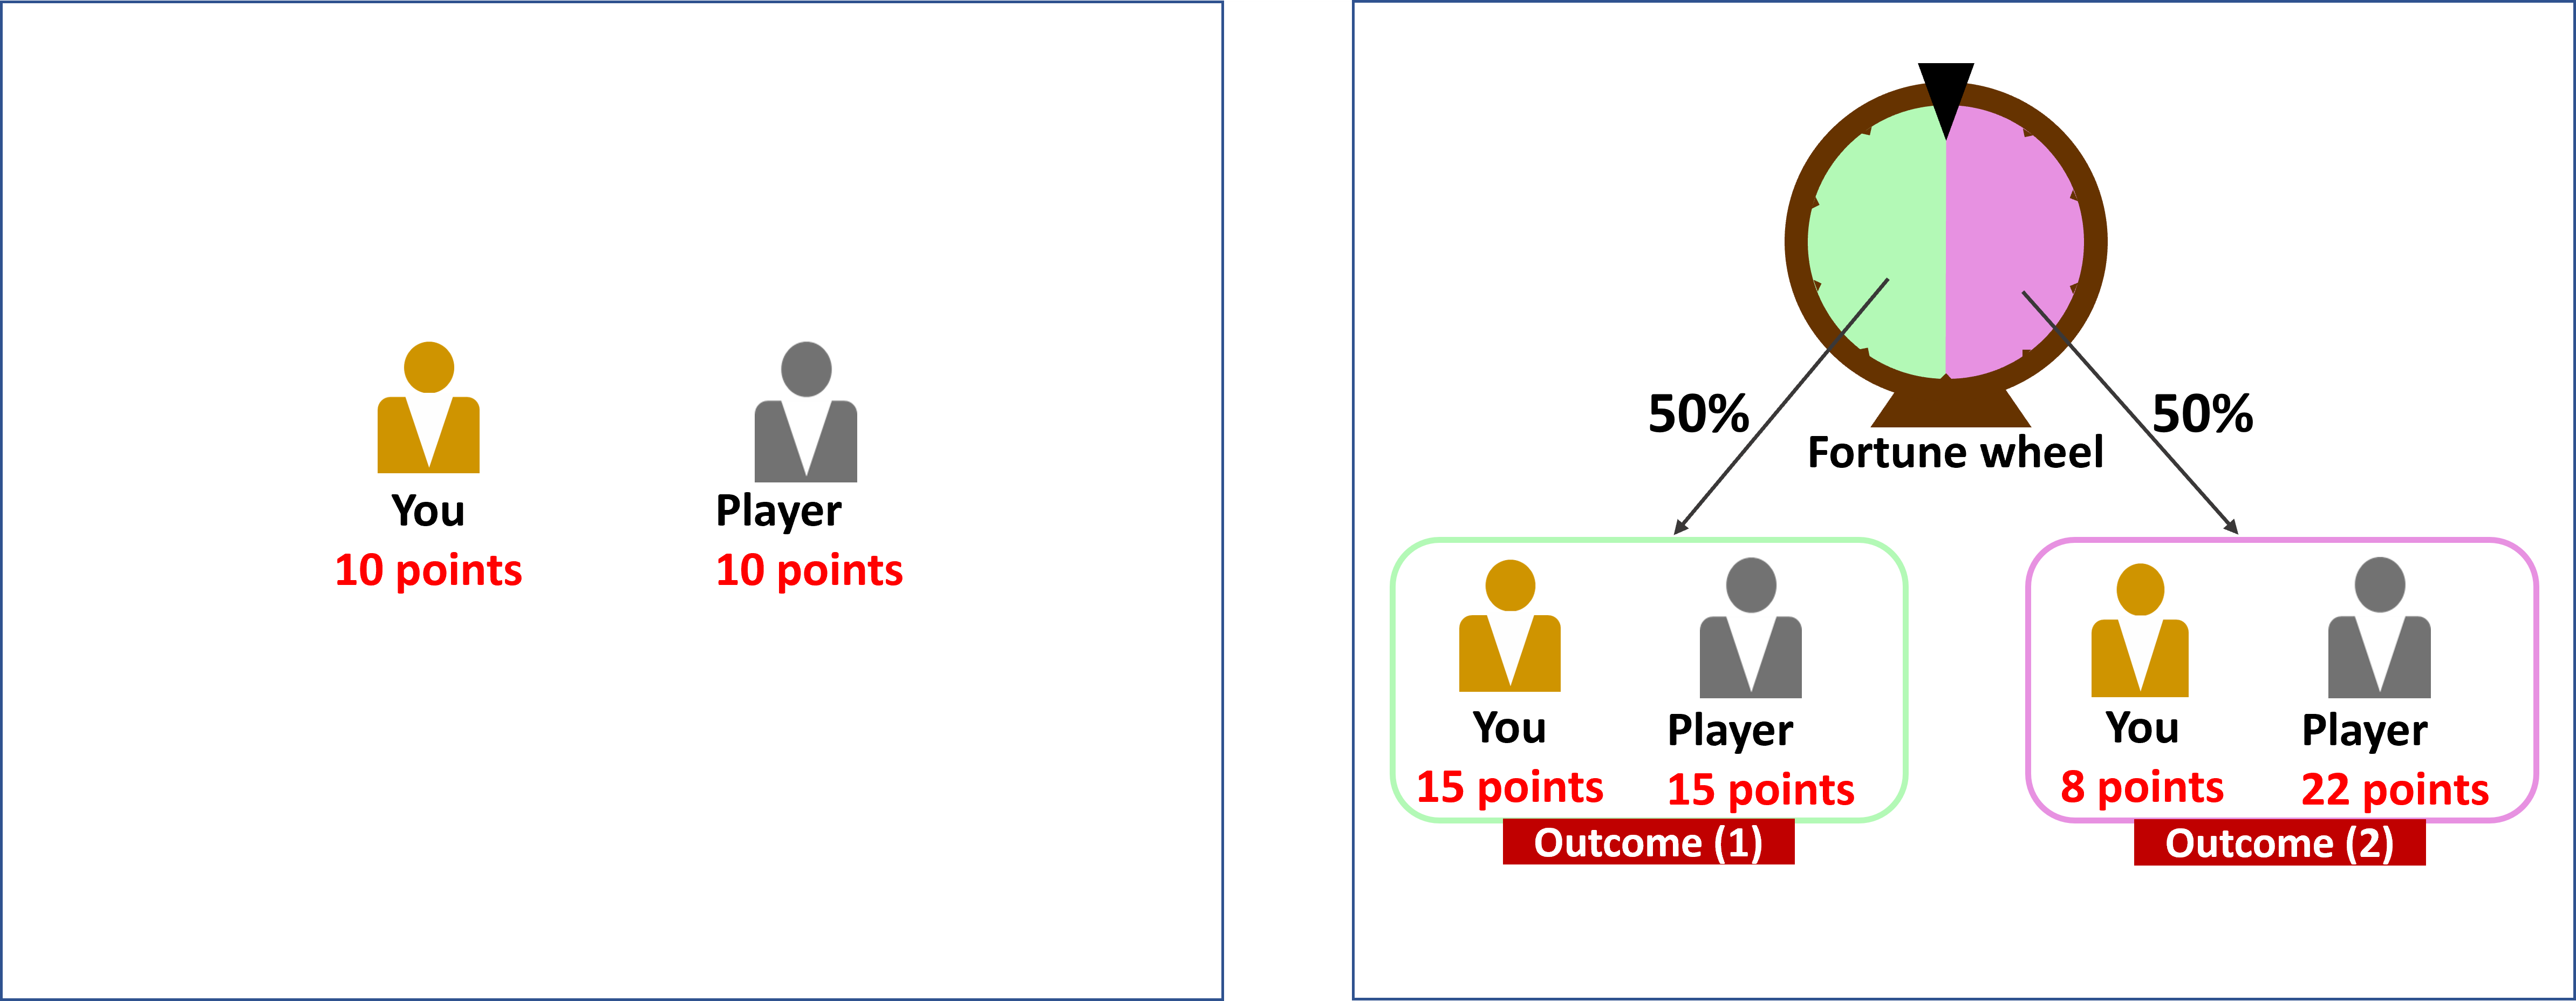 You
Player
10 points
10 points
50%
50%
Fortune wheel
You
Player
15 points
15 points
Outcome (1)
You
Player
8 points
22 points
Outcome (2)